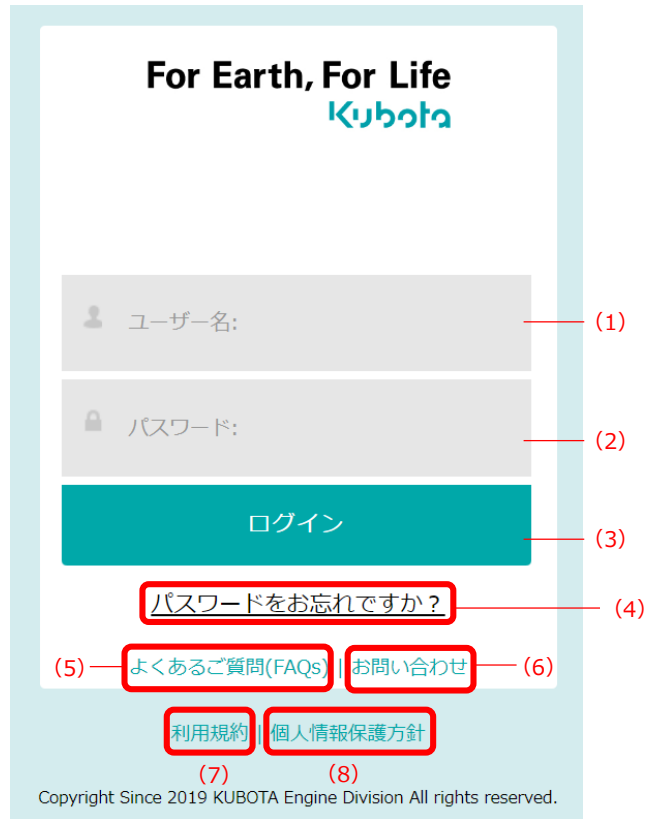 For Earth, For Life
Kubota
ユーザー名: (1)
パスワード: (2)
ログイン (3)
パスワードをお忘れですか？ (4)
(5) よくあるご質問(FAQs) | お問い合わせ (6)
利用規約 | 個人情報保護方針
(7) (8)
Copyright Since 2019 KUBOTA Engine Division All rights reserved.